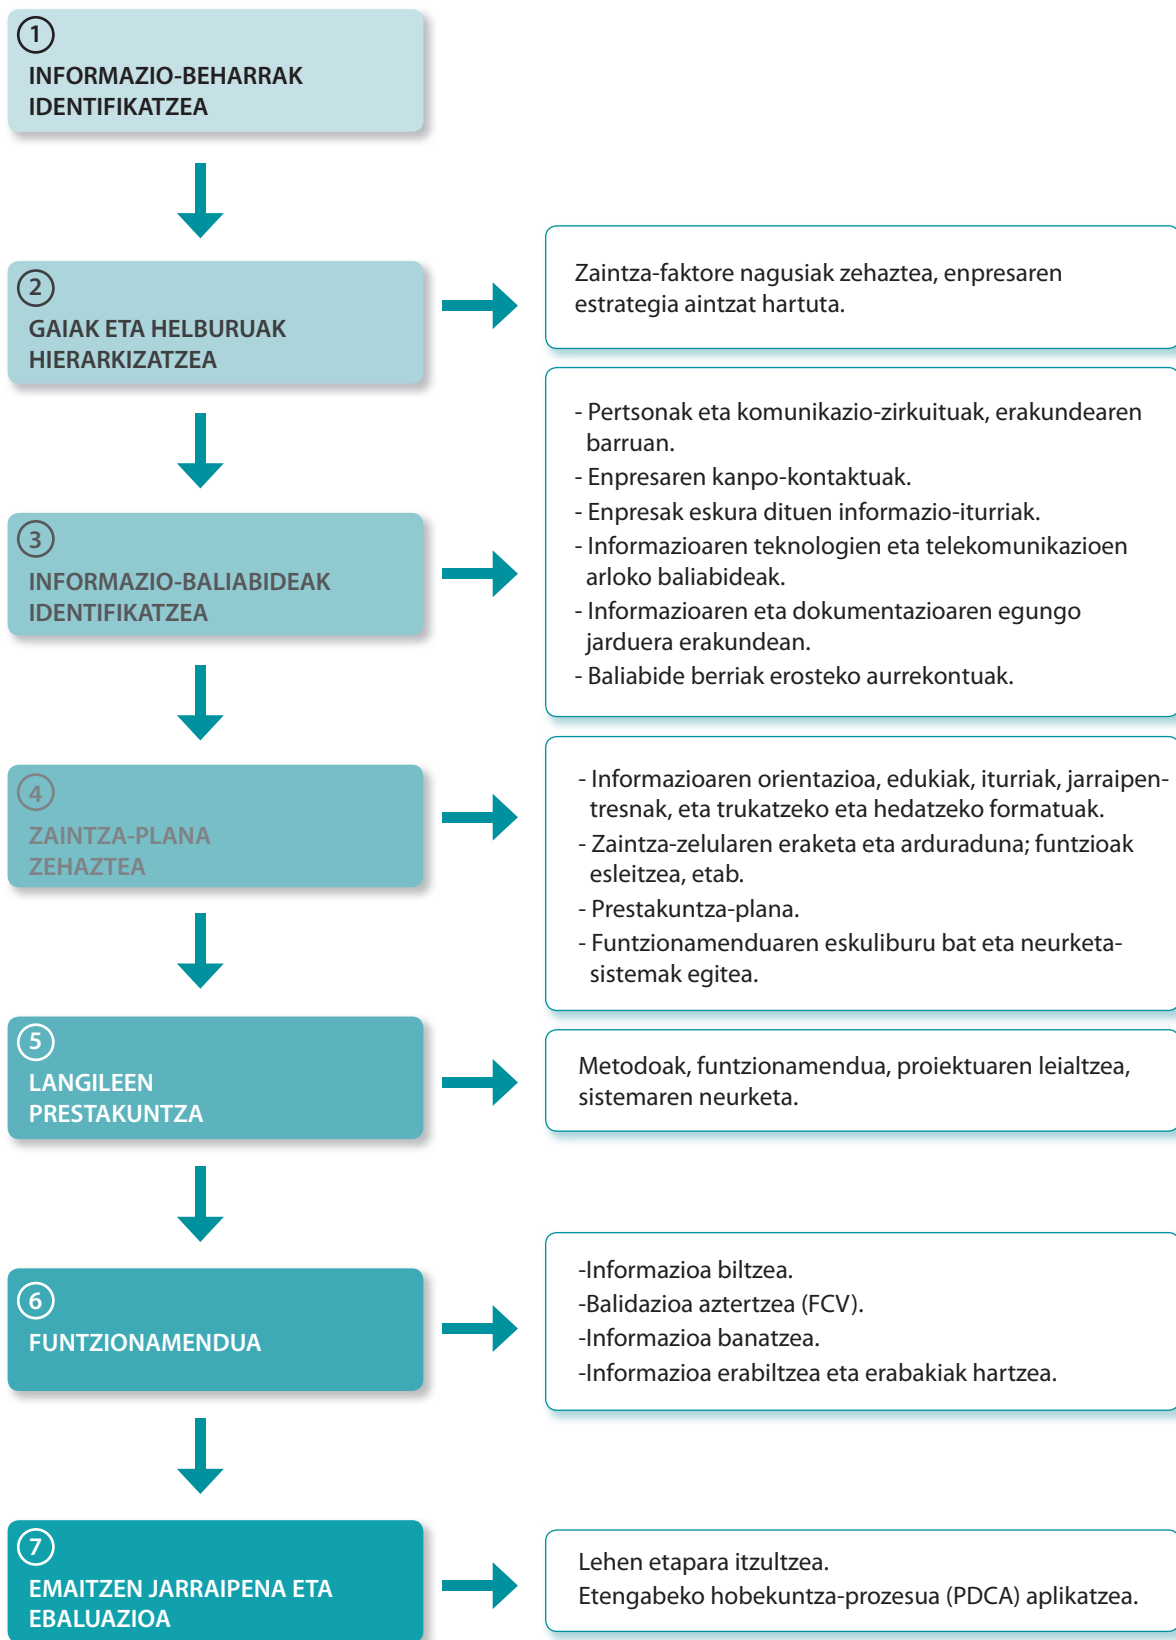 1
INFORMAZIO-BEHARRAK
IDENTIFIKATZEA
2
GAIAK ETA HELBURUAK
HIERARKIZATZEA
Zaintza-faktore nagusiak zehaztea, enpresaren
estrategia aintzat hartuta.
3
INFORMAZIO-BALIABIDEAK
IDENTIFIKATZEA
- Pertsonak eta komunikazio-zirkuituak, erakundearen
barruan.
- Enpresaren kanpo-kontaktuak.
- Enpresak eskura dituen informazio-iturriak.
- Informazioaren teknologien eta telekomunikazioen
arloko baliabideak.
- Informazioaren eta dokumentazioaren egungo
jarduera erakundean.
- Baliabide berriak erosteko aurrekontuak.
4
ZAINTZA-PLANA
ZEHAZTEA
- Informazioaren orientazioa, edukiak, iturriak, jarraipen-
tresnak, eta trukatzeko eta hedatzeko formatuak.
- Zaintza-zelularen eraketa eta arduraduna; funtzioak
esleitzea, etab.
- Prestakuntza-plana.
- Funtzionamenduaren eskuliburu bat eta neurketa-
sistemak egitea.
5
LANGILEEN
PRESTAKUNTZA
Metodoak, funtzionamendua, proiektuaren leialtzea,
sistemaren neurketa.
6
FUNTZIONAMENDUA
-Informazioa biltzea.
-Balidazioa aztertzea (FCV).
-Informazioa banatzea.
-Informazioa erabiltzea eta erabakiak hartzea.
7
EMAITZEN JARRAIPENA ETA
EBALUAZIOA
Lehen etapara itzultzea.
Etengabeko hobekuntza-prozesua (PDCA) aplikatzea.